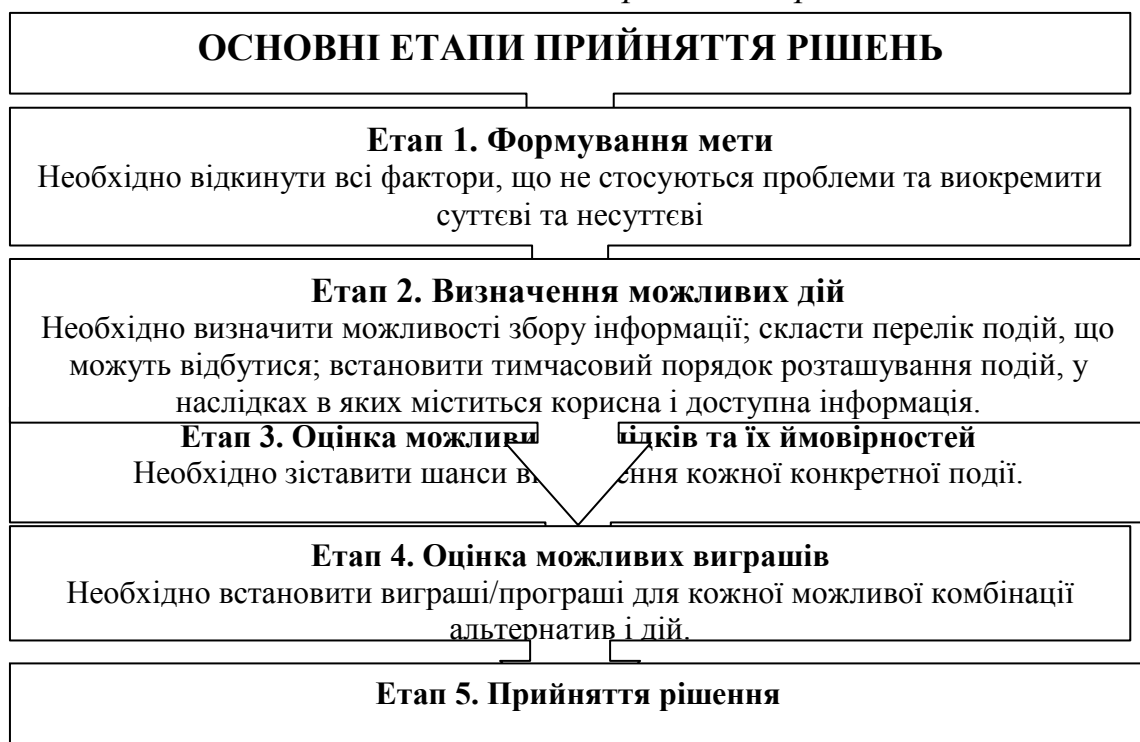 ОСНОВНІ ЕТАПИ ПРИЙНЯТТЯ РІШЕНЬ
Етап 1. Формування мети
Необхідно відкинути всі фактори, що не стосуються проблеми та виокремити
суттєві та несуттєві
Етап 2. Визначення можливих дій
Необхідно визначити можливості збору інформації; скласти перелік подій, що
можуть відбутися; встановити тимчасовий порядок розташування подій, у
наслідках в яких міститься корисна і доступна інформація.
Етап 3. Оцінка та їх ймовірностей
Необхідно зіставити шанси кожної конкретної події.
Етап 4. Оцінка можливих виграшів
Необхідно встановити виграші/програші для кожної можливої комбінації
альтернатив і дій.
Етап 5. Прийняття рішення